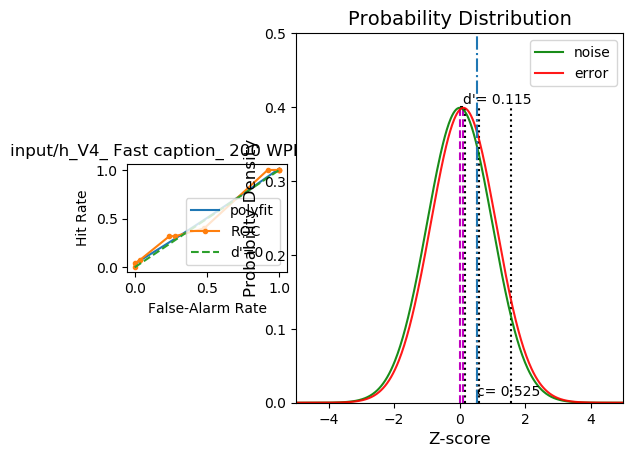 input/h_V4_ Fast caption_ 200 WP
Hit Rate
1.0
0.5
0.0
polyfit
ROC
0.0
0.5
1.0
False-Alarm Rate
Probability Distribution
Probability Density
0.5
0.4
0.3
0.2
0.1
0.0
noise
error
d'= 0.115
c= 0.525
−4
−2
0
2
4
Z-score